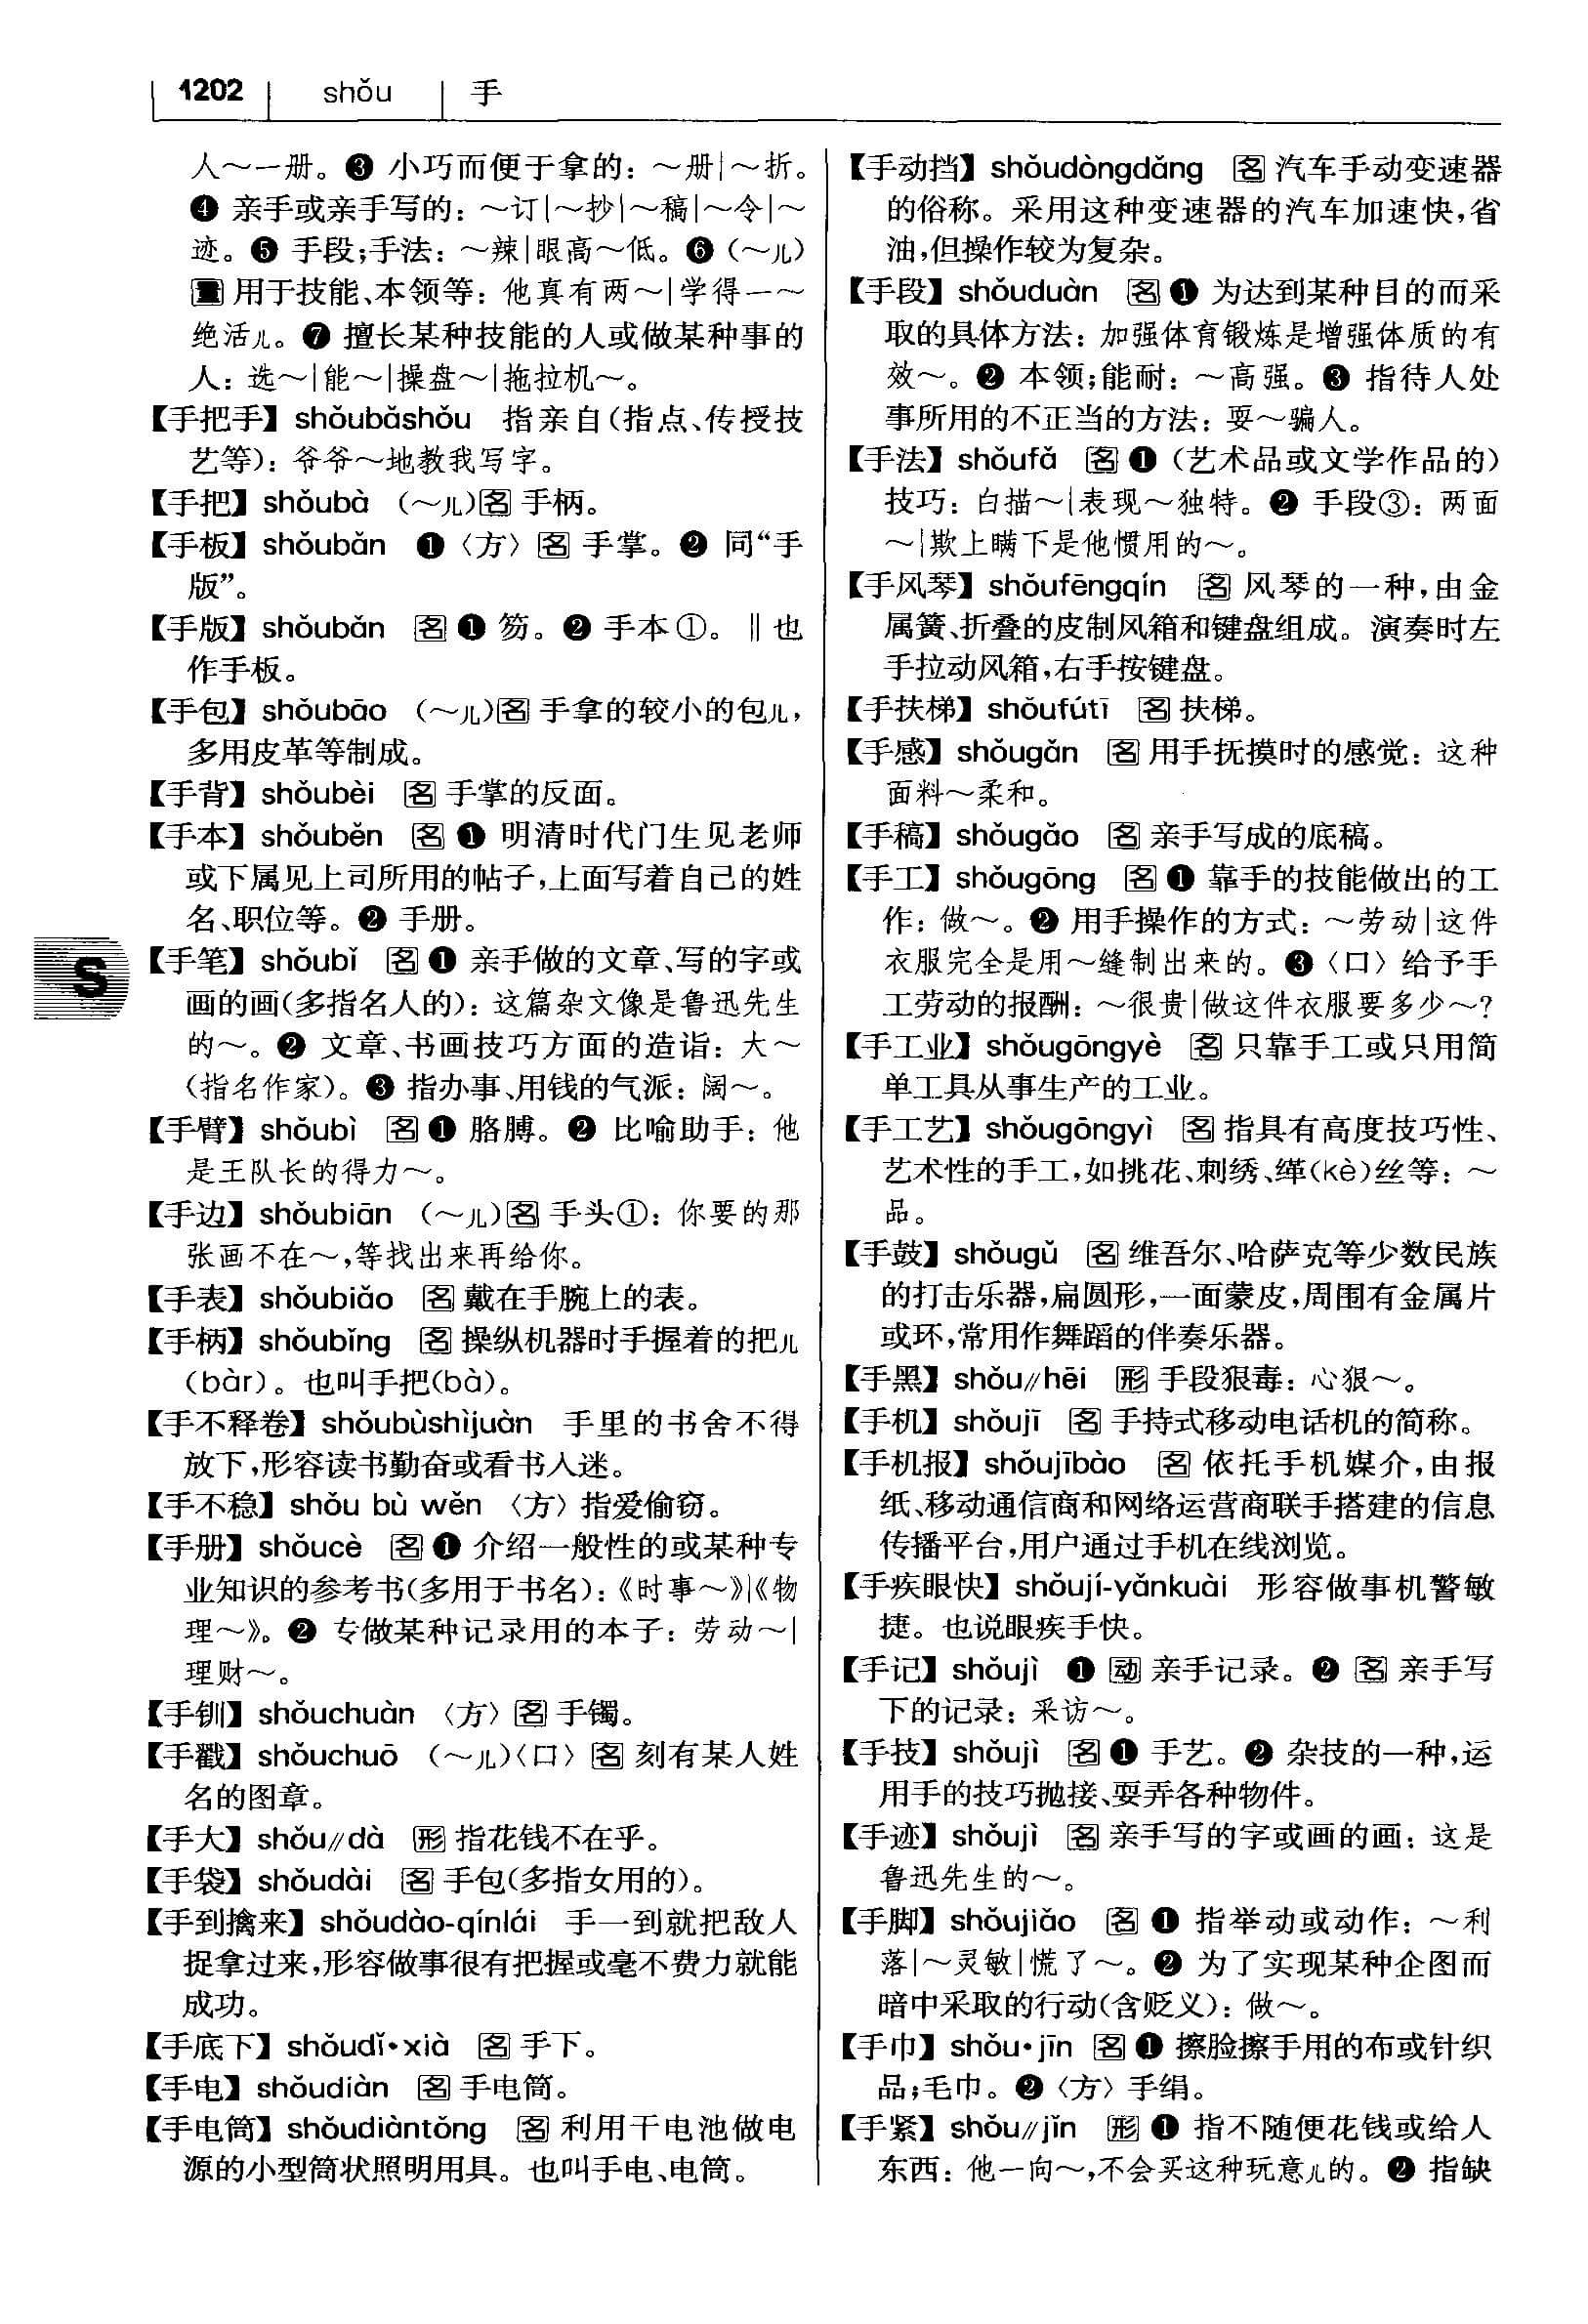 1202 shǒu 手
人～一册。❸ 小巧而便于拿的：～册|～折。
❹ 亲手或亲手写的：～订|～抄|～稿|～令|～
迹。❺ 手段;手法：～辣|眼高～低。❻（～儿）
量 用于技能、本领等：他真有两～|学得一～
绝活儿。❼ 擅长某种技能的人或做某种事的
人：选～|能～|操盘～|拖拉机～。
【手把手】shǒubǎshǒu 指亲自（指点、传授技
艺等）：爷爷～地教我写字。
【手把】shǒubà （～儿）名 手柄。
【手板】shǒubǎn ❶〈方〉名 手掌。❷ 同“手
版”。
【手版】shǒubǎn 名 ❶ 笏。❷ 手本①。‖也
作手板。
【手包】shǒubāo （～儿）名 手拿的较小的包儿，
多用皮革等制成。
【手背】shǒubèi 名 手掌的反面。
【手本】shǒuběn 名 ❶ 明清时代门生见老师
或下属见上司所用的帖子，上面写着自己的姓
名、职位等。❷ 手册。
【手笔】shǒubǐ 名 ❶ 亲手做的文章、写的字或
画的画（多指名人的）：这篇杂文像是鲁迅先生
的～。❷ 文章、书画技巧方面的造诣：大～
（指名作家）。❸ 指办事、用钱的气派：阔～。
【手臂】shǒubì 名 ❶ 胳膊。❷ 比喻助手：他
是王队长的得力～。
【手边】shǒubiān （～儿）名 手头①：你要的那
张画不在～，等找出来再给你。
【手表】shǒubiǎo 名 戴在手腕上的表。
【手柄】shǒubǐng 名 操纵机器时手握着的把儿
（bàr）。也叫手把（bà）。
【手不释卷】shǒubùshìjuàn 手里的书舍不得
放下，形容读书勤奋或看书入迷。
【手不稳】shǒu bù wěn 〈方〉指爱偷窃。
【手册】shǒucè 名 ❶ 介绍一般性的或某种专
业知识的参考书（多用于书名）：《时事～》|《物
理～》。❷ 专做某种记录用的本子：劳动～|
理财～。
【手钏】shǒuchuàn 〈方〉名 手镯。
【手戳】shǒuchuō （～儿）〈口〉名 刻有某人姓
名的图章。
【手大】shǒu∥dà 形 指花钱不在乎。
【手袋】shǒudài 名 手包（多指女用的）。
【手到擒来】shǒudào-qínlái 手一到就把敌人
捉拿过来，形容做事很有把握或毫不费力就能
成功。
【手底下】shǒudǐ•xià 名 手下。
【手电】shǒudiàn 名 手电筒。
【手电筒】shǒudiàntǒng 名 利用干电池做电
源的小型筒状照明用具。也叫手电、电筒。
S
【手动挡】shǒudòngdǎng 名 汽车手动变速器
的俗称。采用这种变速器的汽车加速快，省
油，但操作较为复杂。
【手段】shǒuduàn 名 ❶ 为达到某种目的而采
取的具体方法：加强体育锻炼是增强体质的有
效～。❷ 本领;能耐：～高强。❸ 指待人处
事所用的不正当的方法：耍～骗人。
【手法】shǒufǎ 名 ❶（艺术品或文学作品的）
技巧：白描～|表现～独特。❷ 手段③：两面
～|欺上瞒下是他惯用的～。
【手风琴】shǒufēngqín 名 风琴的一种，由金
属簧、折叠的皮制风箱和键盘组成。演奏时左
手拉动风箱，右手按键盘。
【手扶梯】shǒufútī 名 扶梯。
【手感】shǒugǎn 名 用手抚摸时的感觉：这种
面料～柔和。
【手稿】shǒugǎo 名 亲手写成的底稿。
【手工】shǒugōng 名 ❶ 靠手的技能做出的工
作：做～。❷ 用手操作的方式：～劳动|这件
衣服完全是用～缝制出来的。❸〈口〉给予手
工劳动的报酬：～很贵|做这件衣服要多少～？
【手工业】shǒugōngyè 名 只靠手工或只用简
单工具从事生产的工业。
【手工艺】shǒugōngyì 名 指具有高度技巧性、
艺术性的手工，如挑花、刺绣、缂（kè）丝等：～
品。
【手鼓】shǒugǔ 名 维吾尔、哈萨克等少数民族
的打击乐器，扁圆形，一面蒙皮，周围有金属片
或环，常用作舞蹈的伴奏乐器。
【手黑】shǒu∥hēi 形 手段狠毒：心狠～。
【手机】shǒujī 名 手持式移动电话机的简称。
【手机报】shǒujībào 名 依托手机媒介，由报
纸、移动通信商和网络运营商联手搭建的信息
传播平台，用户通过手机在线浏览。
【手疾眼快】shǒují-yǎnkuài 形容做事机警敏
捷。也说眼疾手快。
【手记】shǒujì ❶ 动 亲手记录。❷ 名 亲手写
下的记录：采访～。
【手技】shǒujì 名 ❶ 手艺。❷ 杂技的一种，运
用手的技巧抛接、耍弄各种物件。
【手迹】shǒujì 名 亲手写的字或画的画：这是
鲁迅先生的～。
【手脚】shǒujiǎo 名 ❶ 指举动或动作：～利
落|～灵敏|慌了～。❷ 为了实现某种企图而
暗中采取的行动（含贬义）：做～。
【手巾】shǒu•jīn 名 ❶ 擦脸擦手用的布或针织
品;毛巾。❷〈方〉手绢。
【手紧】shǒu∥jǐn 形 ❶ 指不随便花钱或给人
东西：他一向～，不会买这种玩意儿的。❷ 指缺